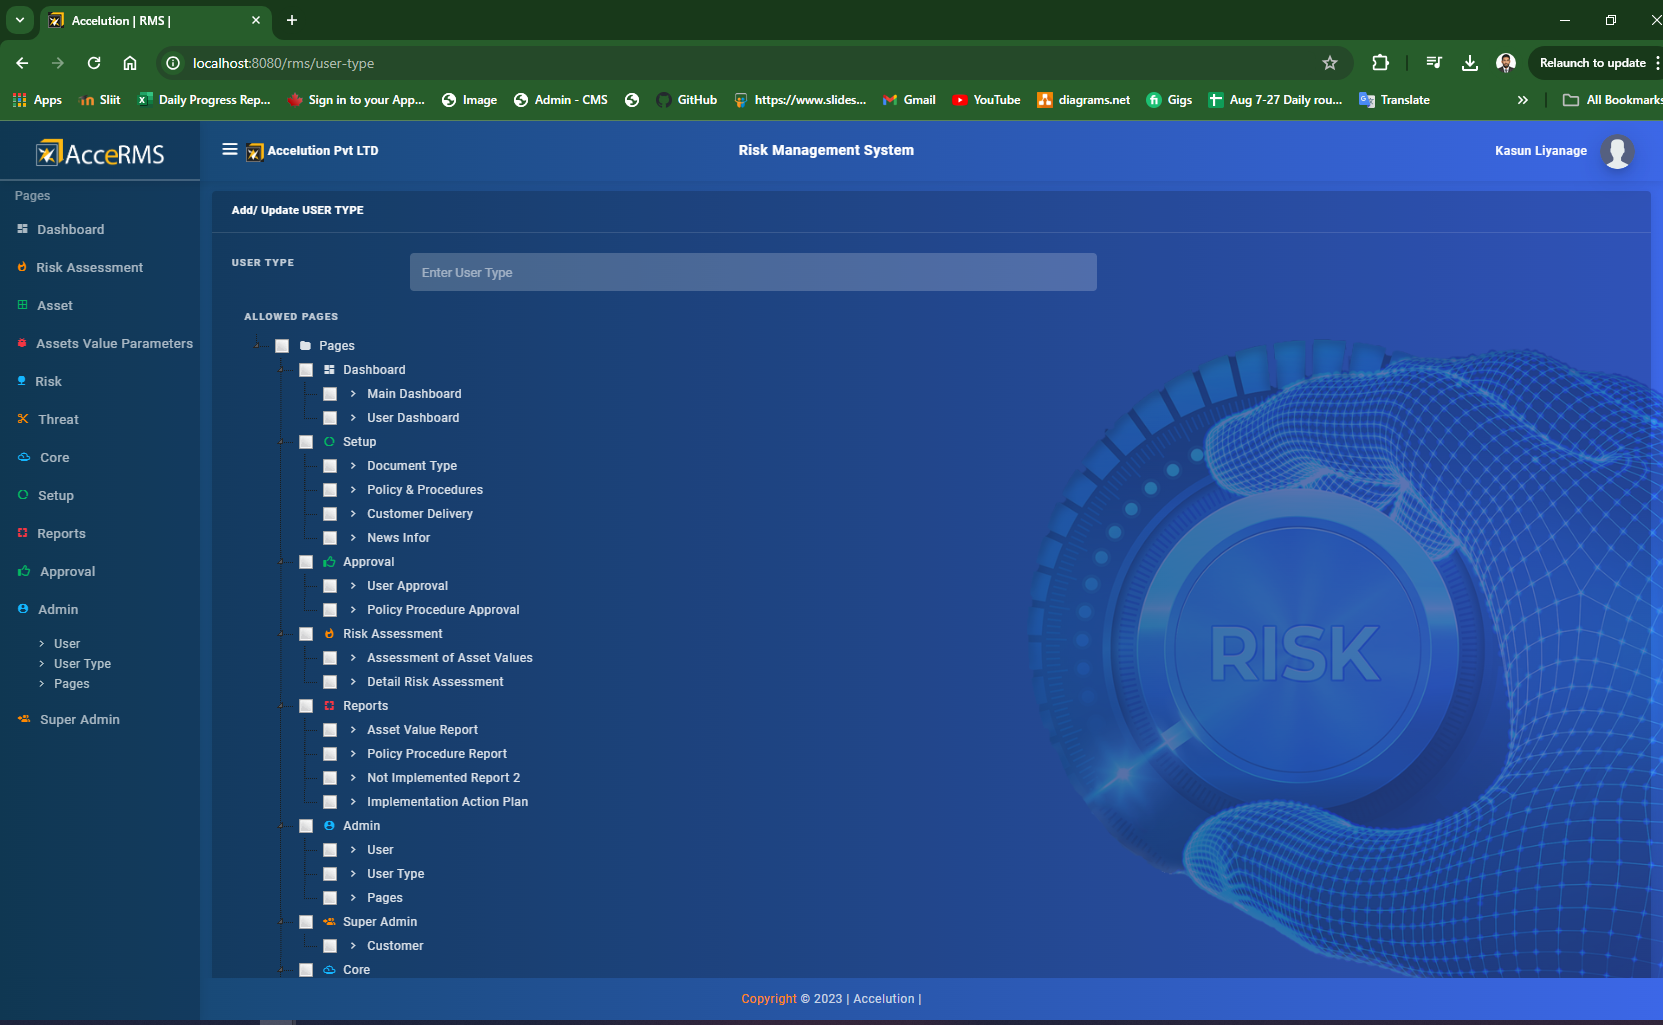 Accelution | RMS |
localhost:8080/rms/user-type
Relaunch to update
Apps
Sliit
Daily Progress Rep...
Sign in to your App...
Image
Admin - CMS
GitHub
https://www.slides...
Gmail
YouTube
diagrams.net
Gigs
Aug 7-27 Daily rou...
Translate
All Bookmarks
AcceRMS
Accelution Pvt LTD
Risk Management System
Kasun Liyanage
Pages
Dashboard
Risk Assessment
Asset
Assets Value Parameters
Risk
Threat
Core
Setup
Reports
Approval
Admin
User
User Type
Pages
Super Admin
Add/ Update USER TYPE
USER TYPE
Enter User Type
ALLOWED PAGES
Pages
Dashboard
Main Dashboard
User Dashboard
Setup
Document Type
Policy & Procedures
Customer Delivery
News Infor
Approval
User Approval
Policy Procedure Approval
Risk Assessment
Assessment of Asset Values
Detail Risk Assessment
Reports
Asset Value Report
Policy Procedure Report
Not Implemented Report 2
Implementation Action Plan
Admin
User
User Type
Pages
Super Admin
Customer
Core
RISK
Copyright © 2023 | Accelution |